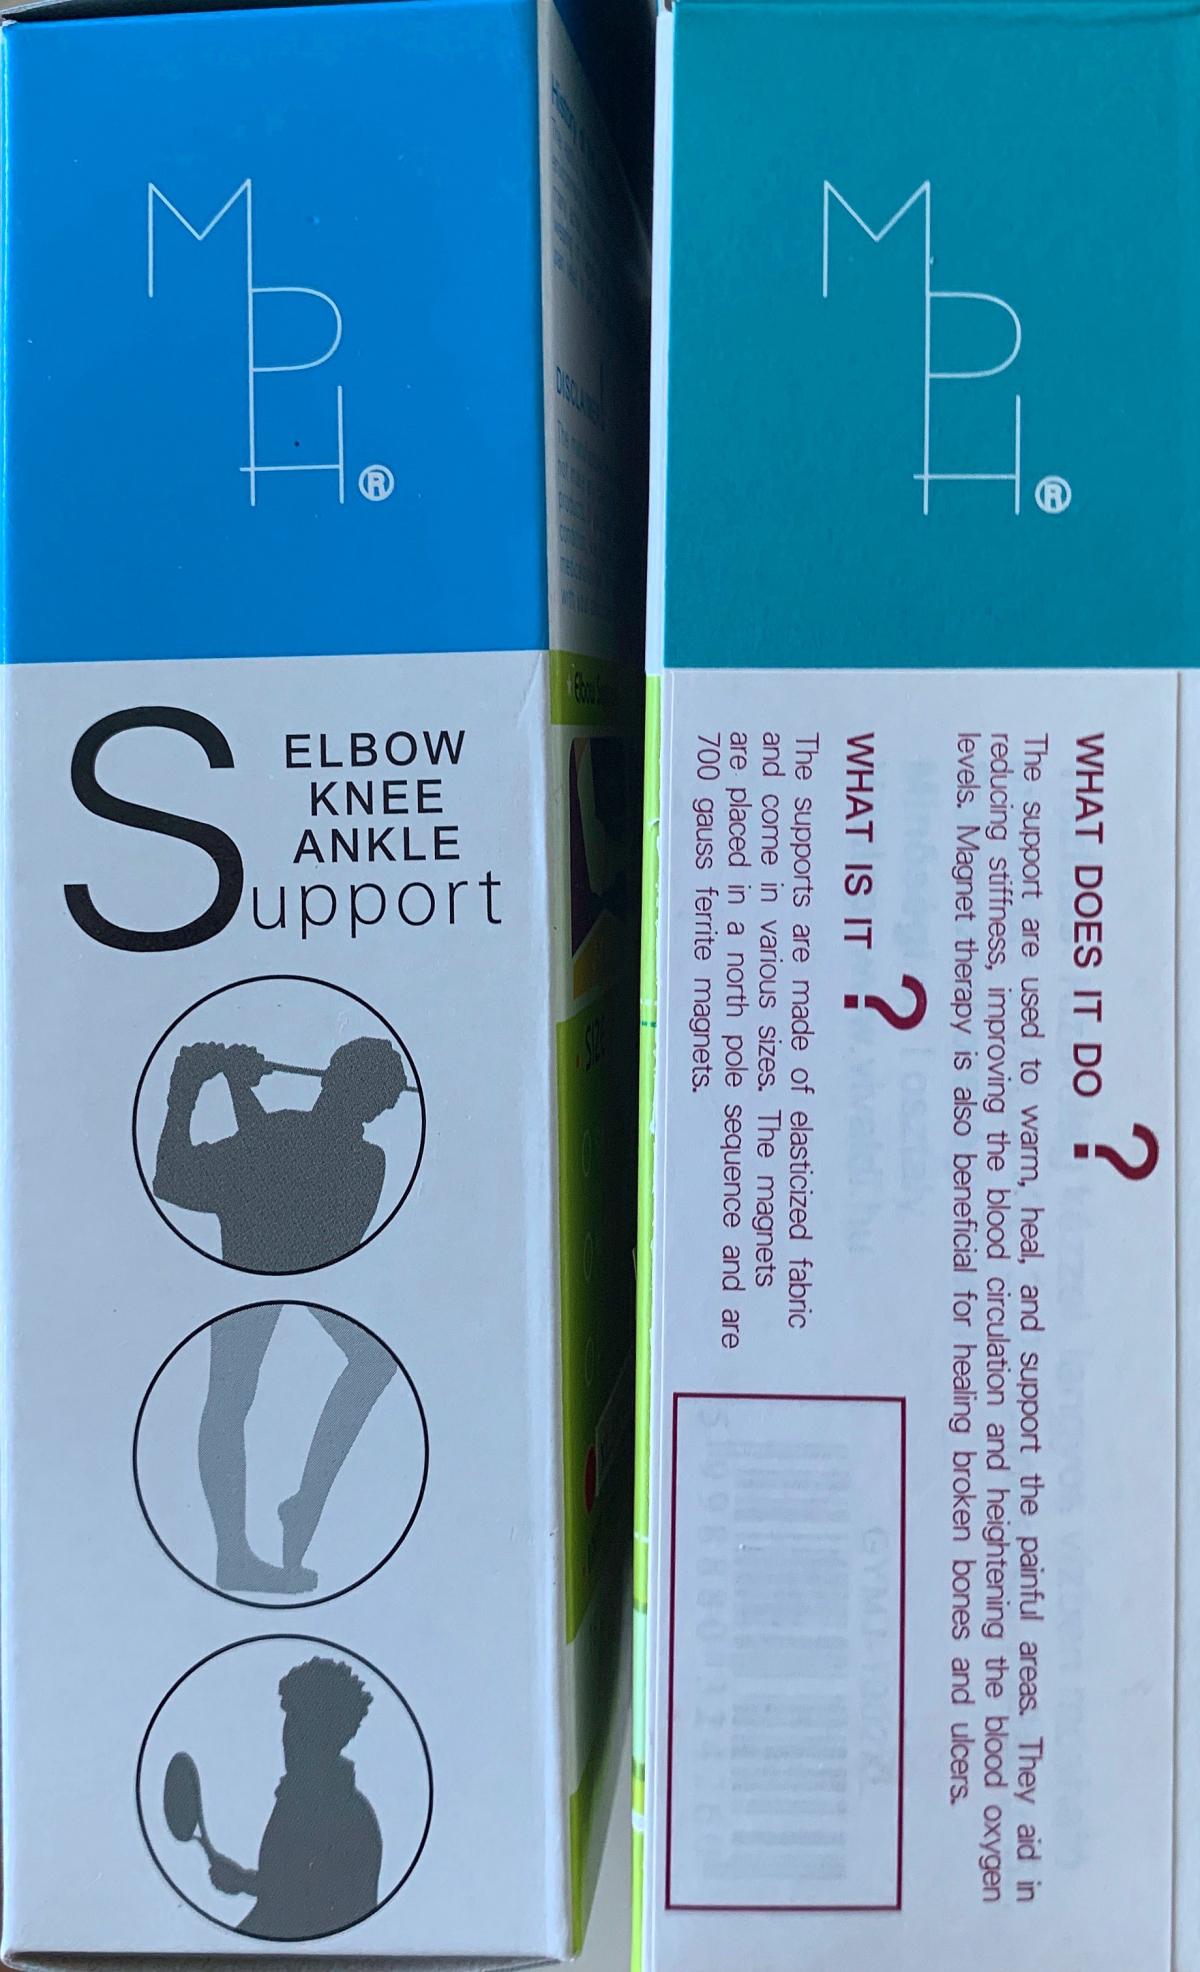 MPH®
ELBOW
KNEE
ANKLE
Support
DISCLAIMER
MPH®
WHAT DOES IT DO ?
The support are used to warm, heal, and support the painful areas. They aid in
reducing stiffness, improving the blood circulation and heightening the blood oxygen
levels. Magnet therapy is also beneficial for healing broken bones and ulcers.
WHAT IS IT ?
The supports are made of elasticized fabric
and come in various sizes. The magnets
are placed in a north pole sequence and are
700 gauss ferrite magnets.